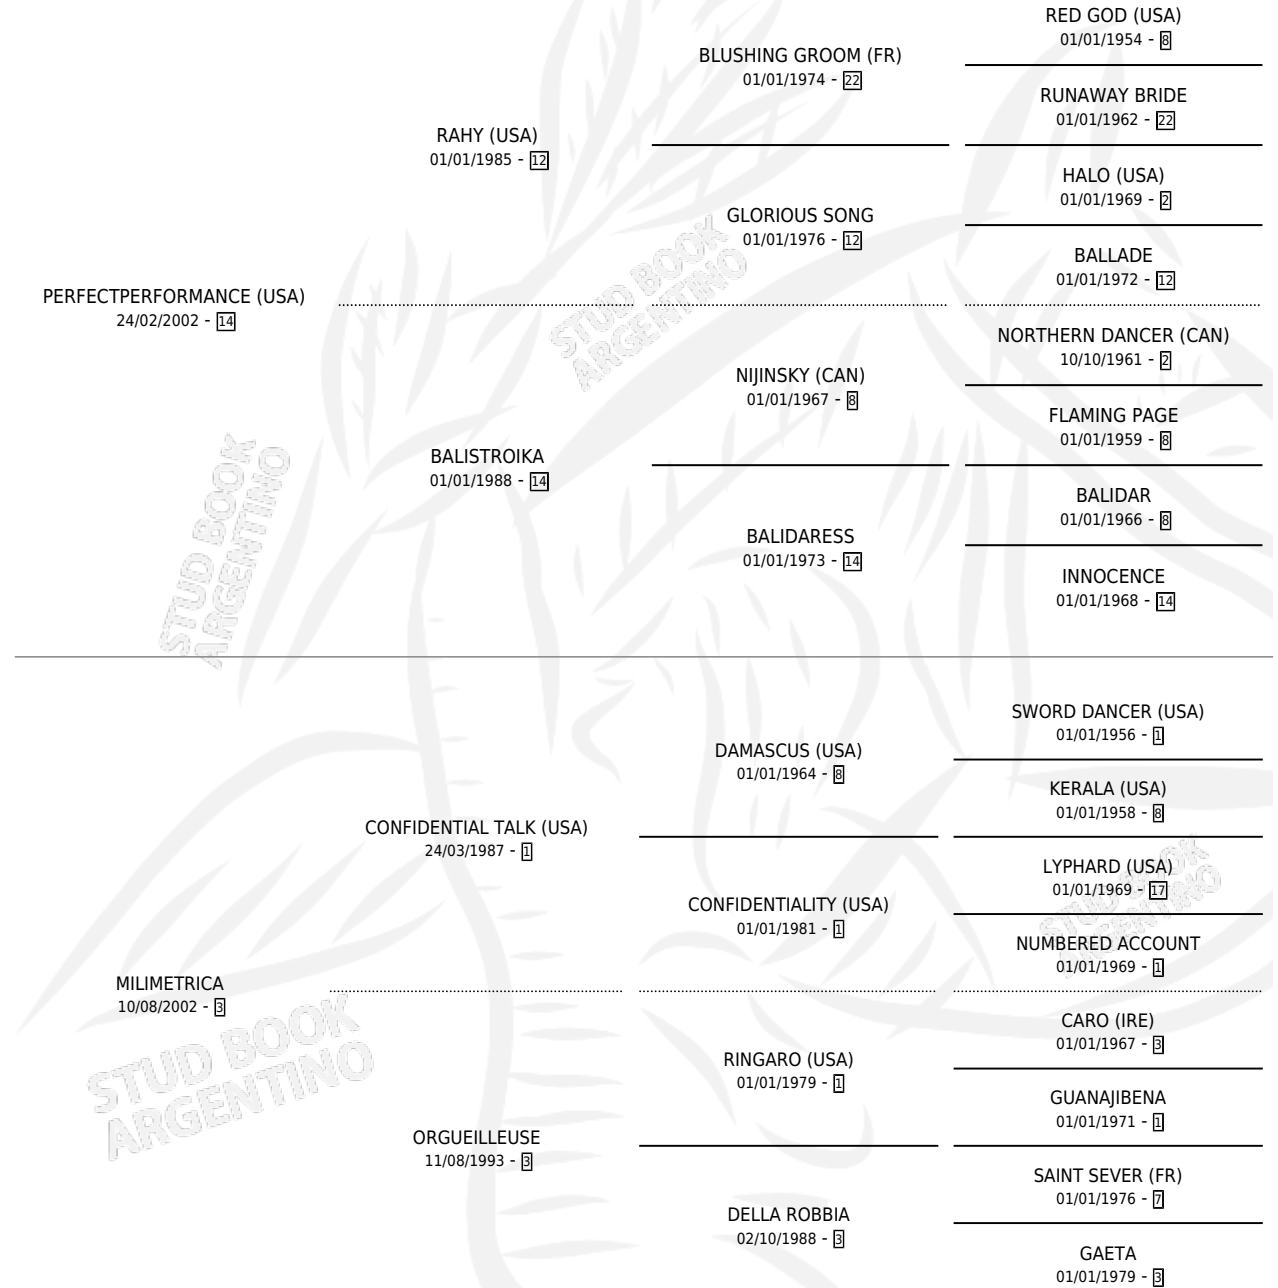 RED GOD (USA)
01/01/1954 - 8
BLUSHING GROOM (FR)
01/01/1974 - 22
RUNAWAY BRIDE
01/01/1962 - 22
RAHY (USA)
01/01/1985 - 12
HALO (USA)
01/01/1969 - 2
GLORIOUS SONG
01/01/1976 - 12
BALLADE
01/01/1972 - 12
PERFECTPERFORMANCE (USA)
24/02/2002 - 14
NORTHERN DANCER (CAN)
10/10/1961 - 2
NIJINSKY (CAN)
01/01/1967 - 8
FLAMING PAGE
01/01/1959 - 8
BALISTROIKA
01/01/1988 - 14
BALIDAR
01/01/1966 - 8
BALIDARESS
01/01/1973 - 14
INNOCENCE
01/01/1968 - 14
STUD BOOK
ARGENTINO
STUD BOOK
ARGENTINO
SWORD DANCER (USA)
01/01/1956 - 1
DAMASCUS (USA)
01/01/1964 - 8
KERALA (USA)
01/01/1958 - 8
CONFIDENTIAL TALK (USA)
24/03/1987 - 1
LYPHARD (USA)
01/01/1969 - 17
CONFIDENTIALITY (USA)
01/01/1981 - 1
NUMBERED ACCOUNT
01/01/1969 - 1
MILIMETRICA
10/08/2002 - 3
CARO (IRE)
01/01/1967 - 3
RINGARO (USA)
01/01/1979 - 1
GUANAJIBENA
01/01/1971 - 1
ORGUEILLEUSE
11/08/1993 - 3
SAINT SEVER (FR)
01/01/1976 - 7
DELLA ROBBIA
02/10/1988 - 3
GAETA
01/01/1979 - 3
STUD BOOK
ARGENTINO
STUD BOOK
ARGENTINO